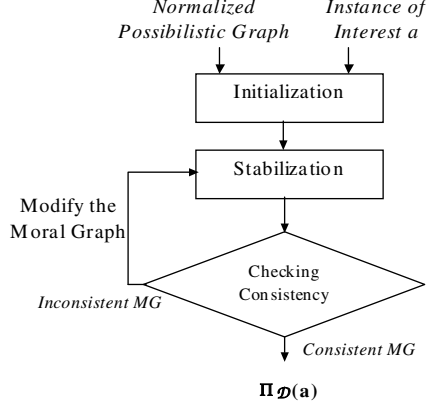 Normalized
Possibilistic Graph
Instance of
Interest a
Initialization
Stabilization
Modify the
Moral Graph
Checking
Consistency
Inconsistent MG
Consistent MG
Π𝒟(a)